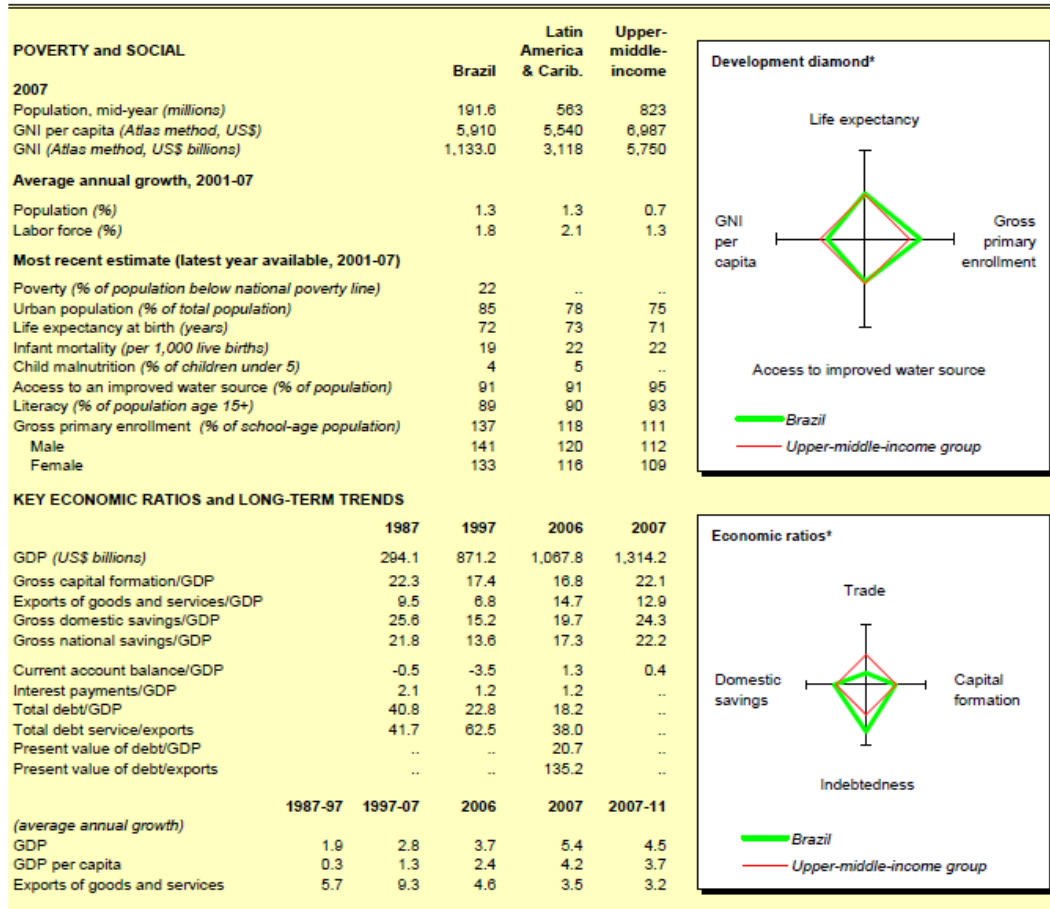 POVERTY and SOCIAL
Brazil
Latin America & Carib.
Upper-middle-income
2007
Population, mid-year (millions) 191.6 563 823
GNI per capita (Atlas method, US$) 5,910 5,540 6,987
GNI (Atlas method, US$ billions) 1,133.0 3,118 5,750
Average annual growth, 2001-07
Population (%) 1.3 1.3 0.7
Labor force (%) 1.8 2.1 1.3
Most recent estimate (latest year available, 2001-07)
Poverty (% of population below national poverty line) 22 .. ..
Urban population (% of total population) 85 78 75
Life expectancy at birth (years) 72 73 71
Infant mortality (per 1,000 live births) 19 22 22
Child malnutrition (% of children under 5) 4 5 ..
Access to an improved water source (% of population) 91 91 95
Literacy (% of population age 15+) 89 90 93
Gross primary enrollment (% of school-age population) 137 118 111
Male 141 120 112
Female 133 116 109
Development diamond*
Life expectancy
GNI
per
capita
Gross
primary
enrollment
Access to improved water source
Brazil
Upper-middle-income group
KEY ECONOMIC RATIOS and LONG-TERM TRENDS
1987 1997 2006 2007
GDP (US$ billions) 294.1 871.2 1,067.8 1,314.2
Gross capital formation/GDP 22.3 17.4 16.8 22.1
Exports of goods and services/GDP 9.5 6.8 14.7 12.9
Gross domestic savings/GDP 25.6 15.2 19.7 24.3
Gross national savings/GDP 21.8 13.6 17.3 22.2
Current account balance/GDP -0.5 -3.5 1.3 0.4
Interest payments/GDP 2.1 1.2 1.2 ..
Total debt/GDP 40.8 22.8 18.2 ..
Total debt service/exports 41.7 62.5 38.0 ..
Present value of debt/GDP .. .. 20.7 ..
Present value of debt/exports .. .. 135.2 ..
1987-97 1997-07 2006 2007 2007-11
(average annual growth)
GDP 1.9 2.8 3.7 5.4 4.5
GDP per capita 0.3 1.3 2.4 4.2 3.7
Exports of goods and services 5.7 9.3 4.6 3.5 3.2
Economic ratios*
Trade
Domestic
savings
Capital
formation
Indebtedness
Brazil
Upper-middle-income group